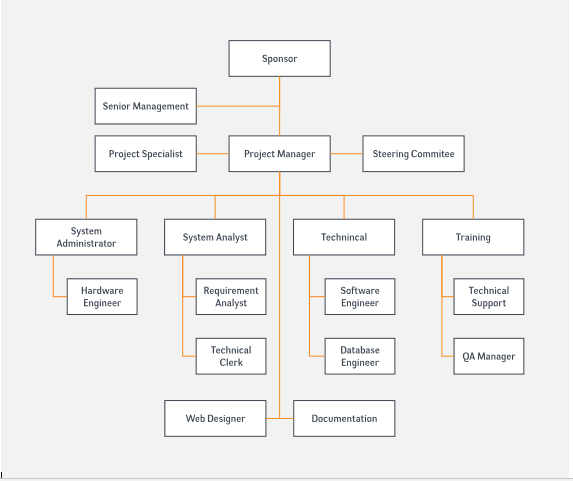 Sponsor
Senior Management
Project Specialist
Project Manager
Steering Commitee
System
Administrator
System Analyst
Technincal
Training
Hardware
Engineer
Requirement
Analyst
Software
Engineer
Technical
Support
Technical
Clerk
Database
Engineer
QA Manager
Web Designer
Documentation